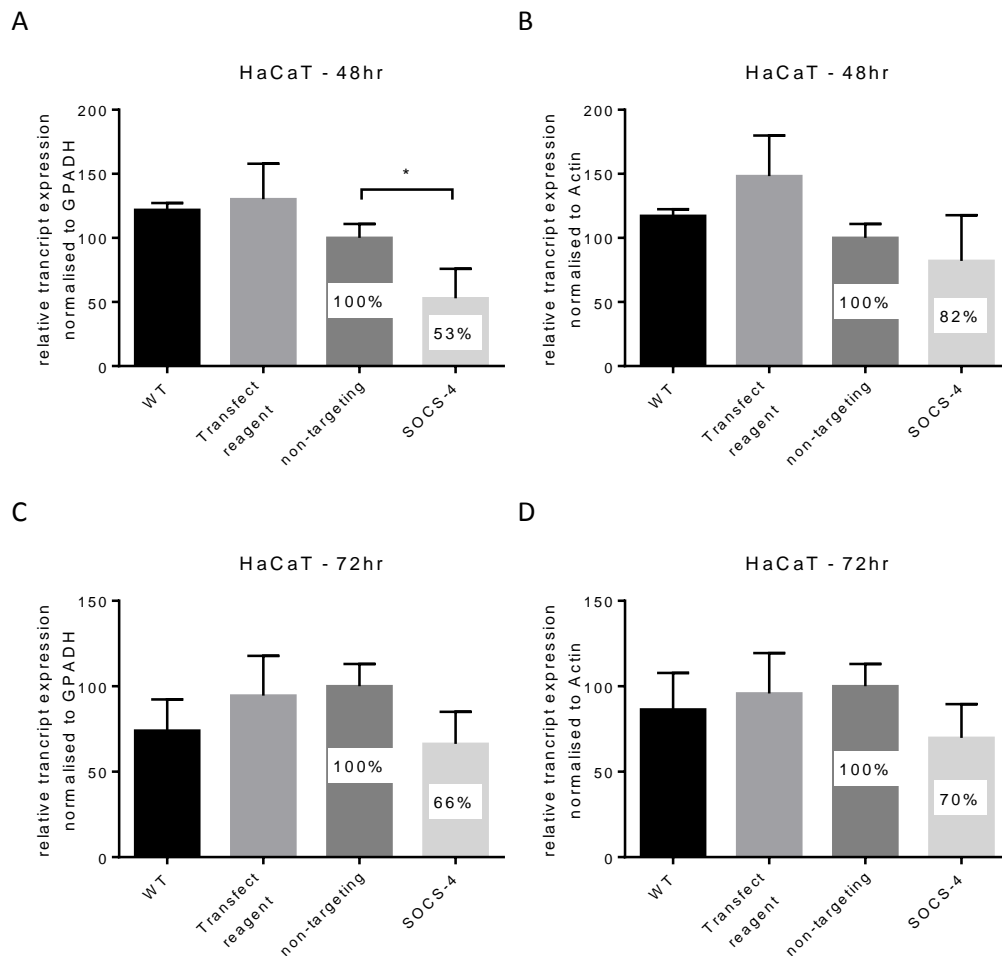 A
HaCaT - 48hr
relative trancript expression
normalised to GPADH
200
150
100
50
0
*
100%
53%
WT
Transfect
reagent
non-targeting
SOCS-4
B
HaCaT - 48hr
relative trancript expression
normalised to Actin
200
150
100
50
0
100%
82%
WT
Transfect
reagent
non-targeting
SOCS-4
C
HaCaT - 72hr
relative trancript expression
normalised to GPADH
150
100
50
0
100%
66%
WT
Transfect
reagent
non-targeting
SOCS-4
D
HaCaT - 72hr
relative trancript expression
normalised to Actin
150
100
50
0
100%
70%
WT
Transfect
reagent
non-targeting
SOCS-4